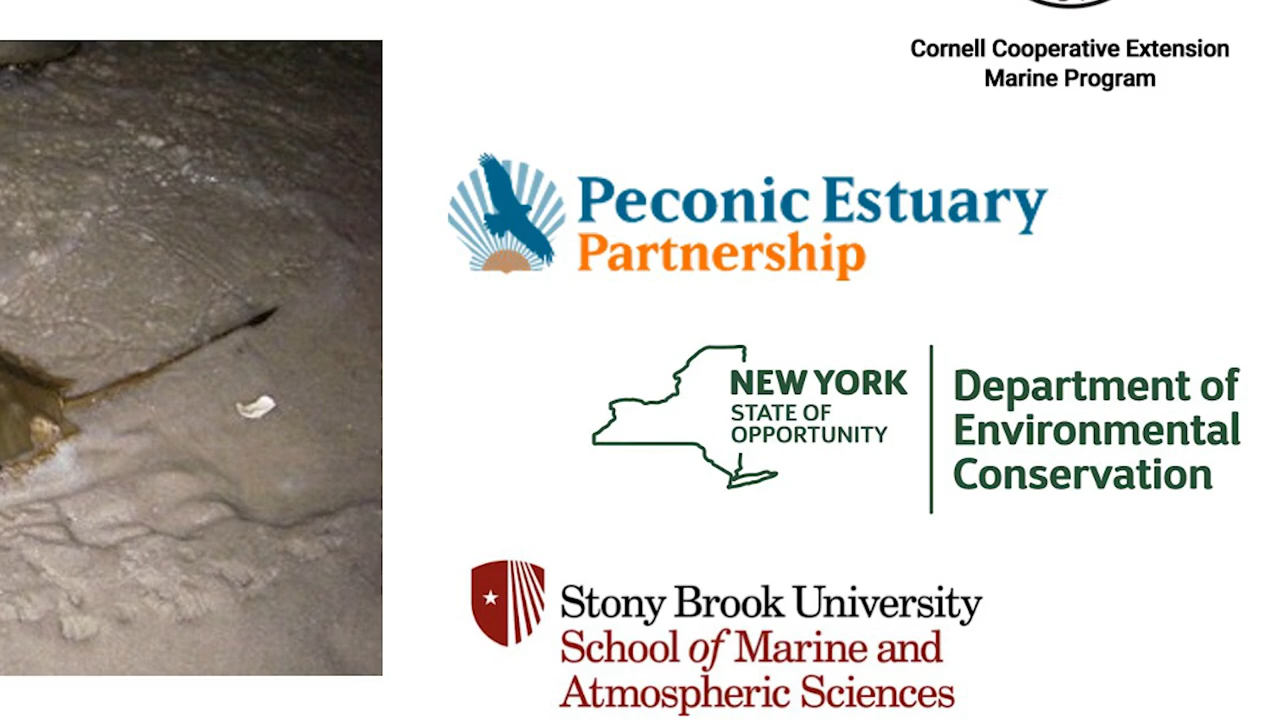 Cornell Cooperative Extension
Marine Program
Peconic Estuary
Partnership
NEW YORK
STATE OF
OPPORTUNITY
Department of
Environmental
Conservation
Stony Brook University
School of Marine and
Atmospheric Sciences